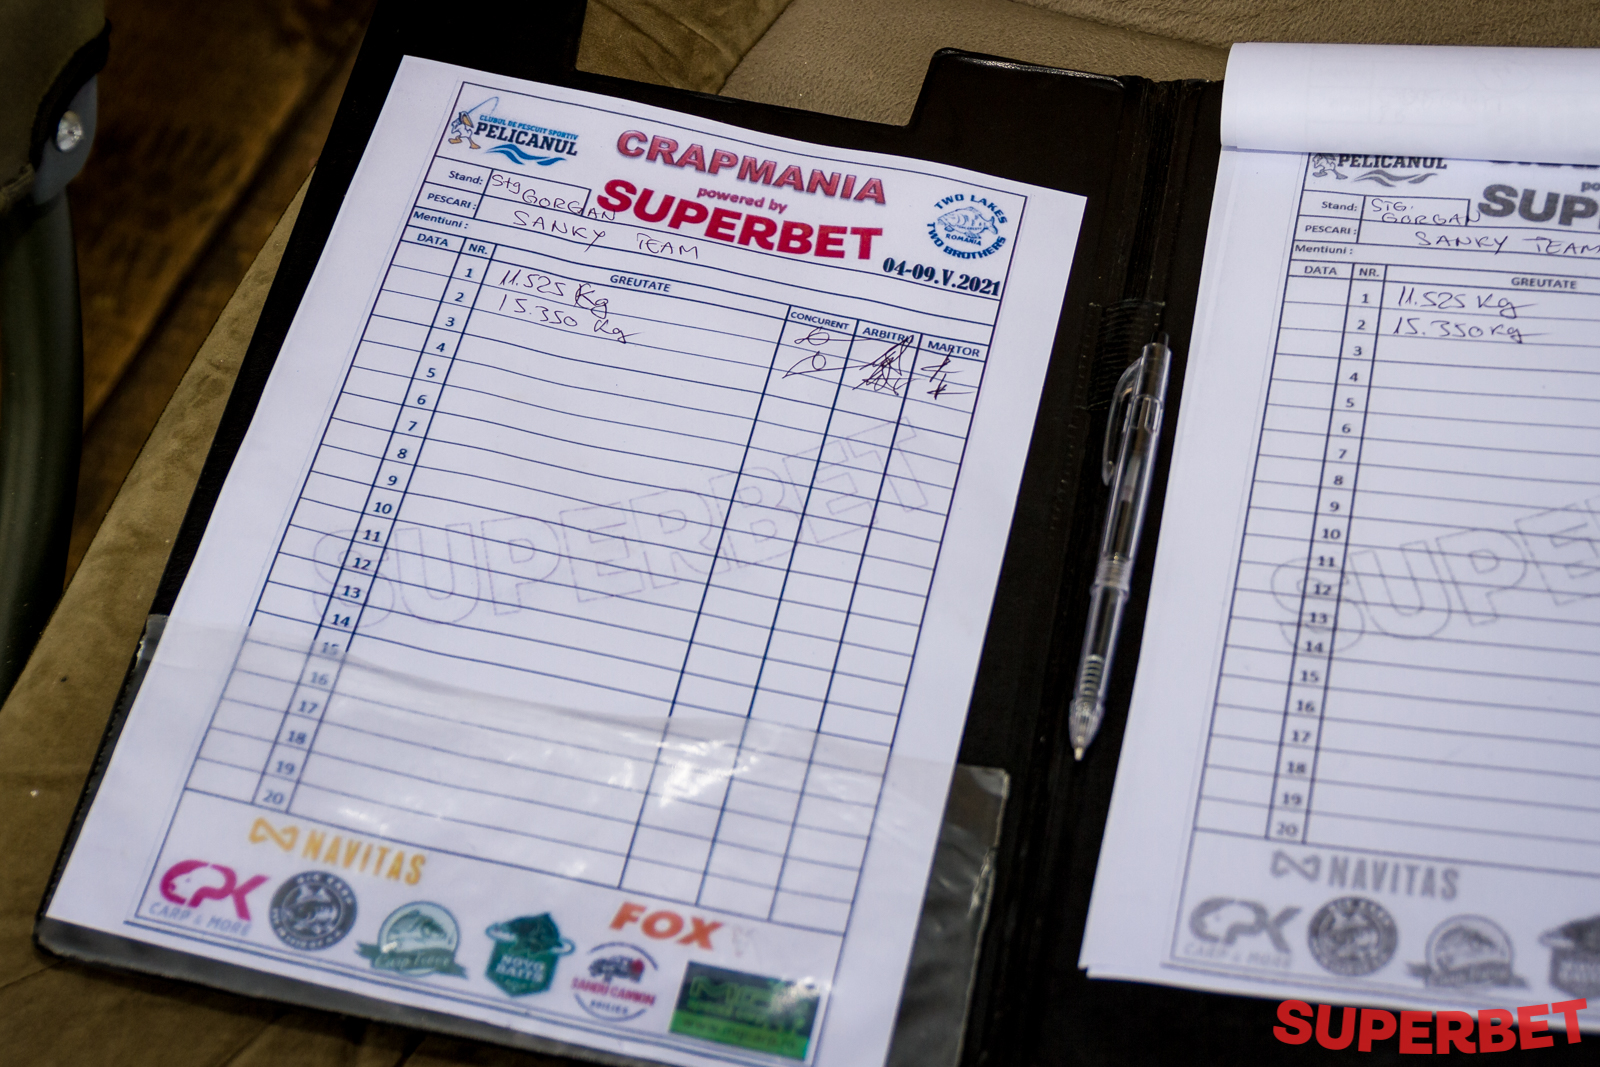 CLUBUL DE PESCUIT SPORTIV
PELICANUL
CRAPMANIA
powered by
SUPERBET
TWO LAKES
ROMANIA
TWO BROTHERS
04-09.V.2021
Stand: Stg
PESCARI: GORGAN
Mentiuni: SANKY TEAM
DATA NR. GREUTATE CONCURENT ARBITRU MARTOR
1 11.525 Kg
2 15.350 Kg
3
4
5
6
7
8
9
10
11
12
13
14
15
16
17
18
19
20
SUPERBET
NAVITAS
CPK
CARP & MORE
NOVO
BAITS
FOX
PELICANUL
Stand: STG.
PESCARI: GORGAN
Mentiuni: SANKY TEAM
DATA NR. GREUTATE
1 11.525 Kg
2 15.350 Kg
3
4
5
6
7
8
9
10
11
12
13
14
15
16
17
18
19
20
NAVITAS
CPK
CARP & MORE
SUPERBET